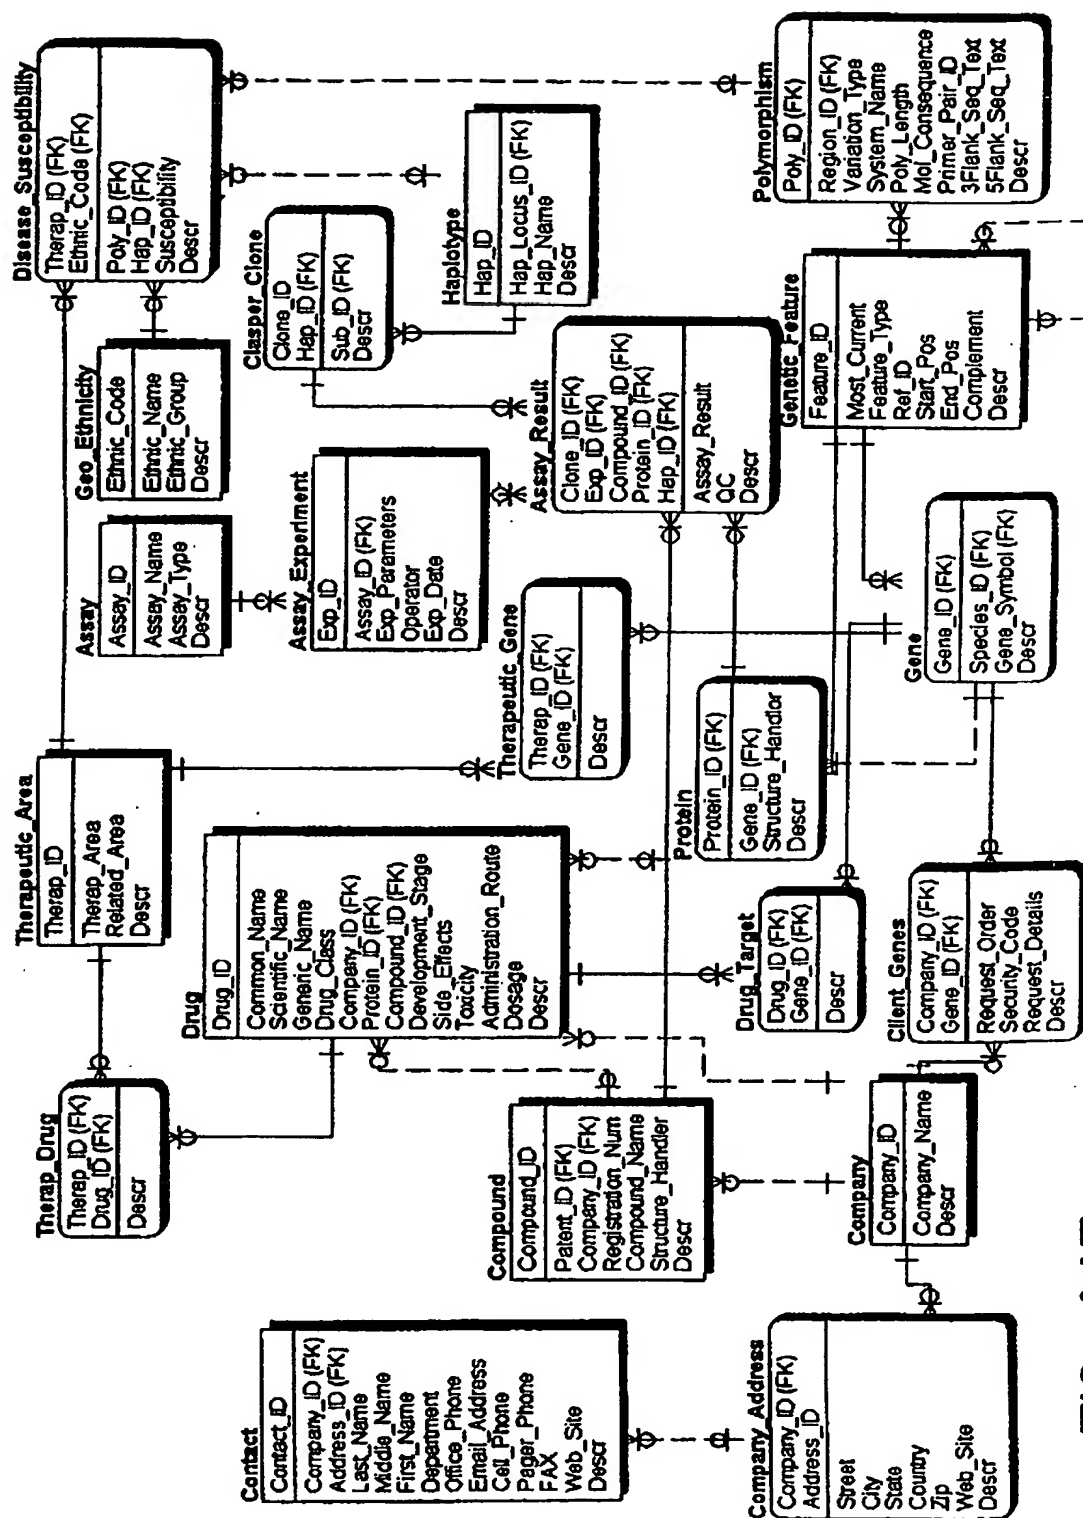 Therap_Drug
Therap_ID (FK)
Drug_ID (FK)
Descr
Therapeutic_Area
Therap_ID
Therap_Area
Related_Area
Descr
Assay
Assay_ID
Assay_Name
Assay_Type
Descr
Geo_Ethnicity
Ethnic_Code
Ethnic_Name
Ethnic_Group
Descr
Disease_Susceptibility
Therap_ID (FK)
Ethnic_Code (FK)
Poly_ID (FK)
Hap_ID (FK)
Susceptibility
Descr
Contact
Contact_ID
Company_ID (FK)
Address_ID (FK)
Last_Name
Middle_Name
First_Name
Department
Office_Phone
Email_Address
Cell_Phone
Pager_Phone
FAX
Web_Site
Descr
Drug
Drug_ID
Common_Name
Scientific_Name
Generic_Name
Drug_Class
Company_ID (FK)
Protein_ID (FK)
Compound_ID (FK)
Development_Stage
Side_Effects
Toxicity
Administration_Route
Dosage
Descr
Assay_Experiment
Exp_ID
Assay_ID (FK)
Exp_Parameters
Operator
Exp_Date
Descr
Clasper_Clone
Clone_ID
Hap_ID (FK)
Sub_ID (FK)
Descr
Haplotype
Hap_ID
Hap_Locus_ID (FK)
Hap_Name
Descr
Compound
Compound_ID
Patent_ID (FK)
Company_ID (FK)
Registration_Num
Compound_Name
Structure_Handler
Descr
Therapeutic_Gene
Therap_ID (FK)
Gene_ID (FK)
Descr
Assay_Result
Clone_ID (FK)
Exp_ID (FK)
Compound_ID (FK)
Protein_ID (FK)
Hap_ID (FK)
Assay_Result
QC
Descr
Protein
Protein_ID (FK)
Gene_ID (FK)
Structure_Handlor
Descr
Drug_Target
Drug_ID (FK)
Gene_ID (FK)
Descr
Company_Address
Company_ID (FK)
Address_ID
Street
City
State
Country
Zip
Web_Site
Descr
Company
Company_ID
Company_Name
Descr
Client_Genes
Company_ID (FK)
Gene_ID (FK)
Request_Order
Security_Code
Request_Details
Descr
Gene
Gene_ID (FK)
Species_ID (FK)
Gene_Symbol (FK)
Descr
Genetic_Feature
Feature_ID
Most_Current
Feature_Type
Ref_ID
Start_Pos
End_Pos
Complement
Descr
Polymorphism
Poly_ID (FK)
Region_ID (FK)
Variation_Type
System_Name
Poly_Length
Mol_Consequence
Primer_Pair_ID
3Flank_Seq_Text
5Flank_Seq_Text
Descr